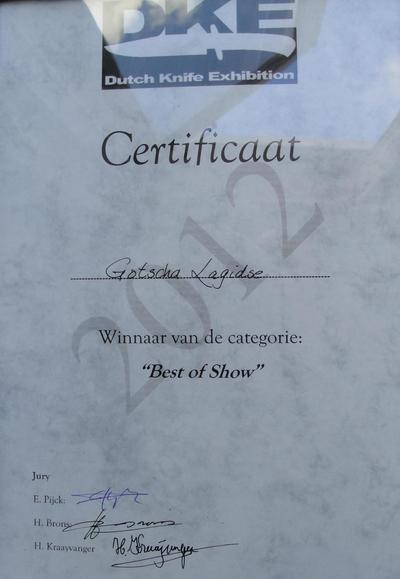 DKE
Dutch Knife Exhibition
Certificaat
2012
Gotscha Lagidse
Winnaar van de categorie:
“Best of Show”
Jury
E. Pijck:
H. Brons:
H. Kraayvanger H. Kraayvanger